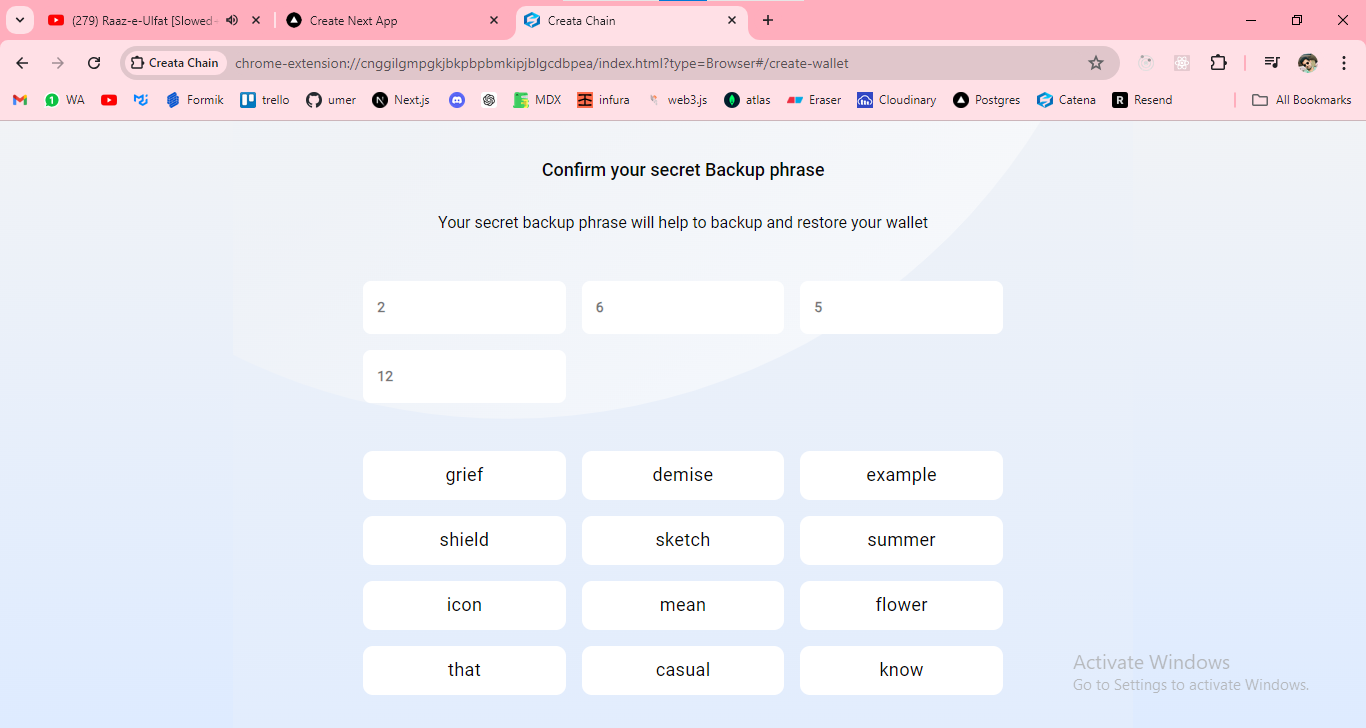 (279) Raaz-e-Ulfat [Slowed-
Create Next App
Creata Chain
Creata Chain
chrome-extension://cnggilgmpgkjbkpbpbmkipjblgcdbpea/index.html?type=Browser#/create-wallet
WA
Formik
trello
umer
Next.js
MDX
infura
web3.js
atlas
Eraser
Cloudinary
Postgres
Catena
Resend
All Bookmarks
Confirm your secret Backup phrase
Your secret backup phrase will help to backup and restore your wallet
2 6 5
12
grief demise example
shield sketch summer
icon mean flower
that casual know
Activate Windows
Go to Settings to activate Windows.